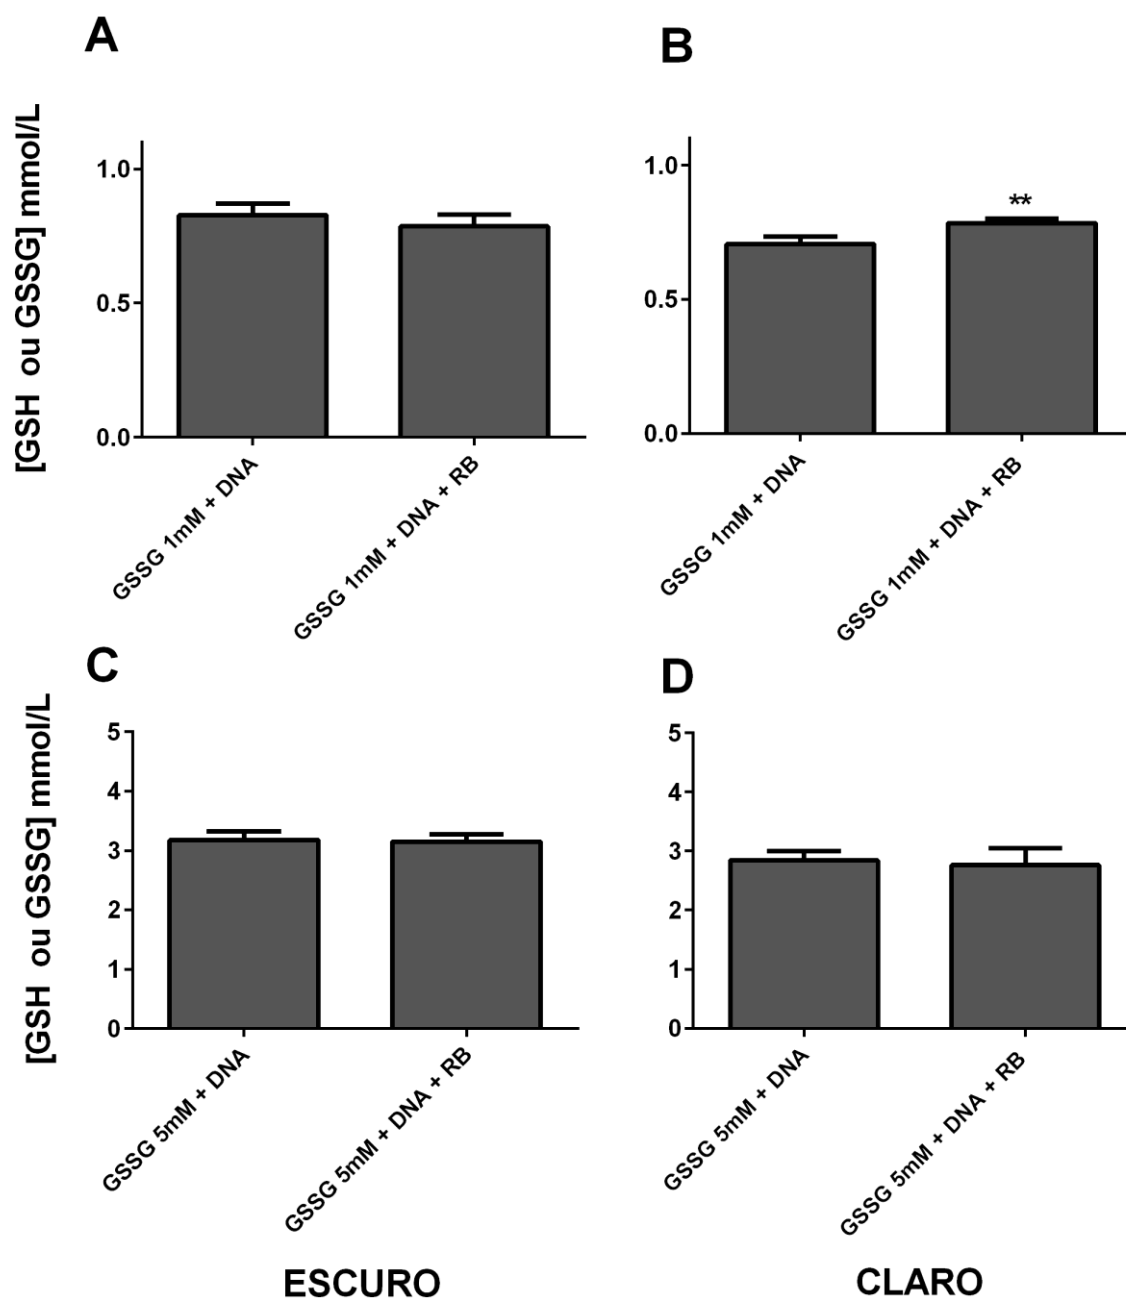 A
B
[GSH ou GSSG] mmol/L
1.0
0.5
0.0
GSSG 1mM + DNA
GSSG 1mM + DNA + RB
1.0
0.5
0.0
**
GSSG 1mM + DNA
GSSG 1mM + DNA + RB
C
D
[GSH ou GSSG] mmol/L
5
4
3
2
1
0
GSSG 5mM + DNA
GSSG 5mM + DNA + RB
5
4
3
2
1
0
GSSG 5mM + DNA
GSSG 5mM + DNA + RB
ESCURO
CLARO